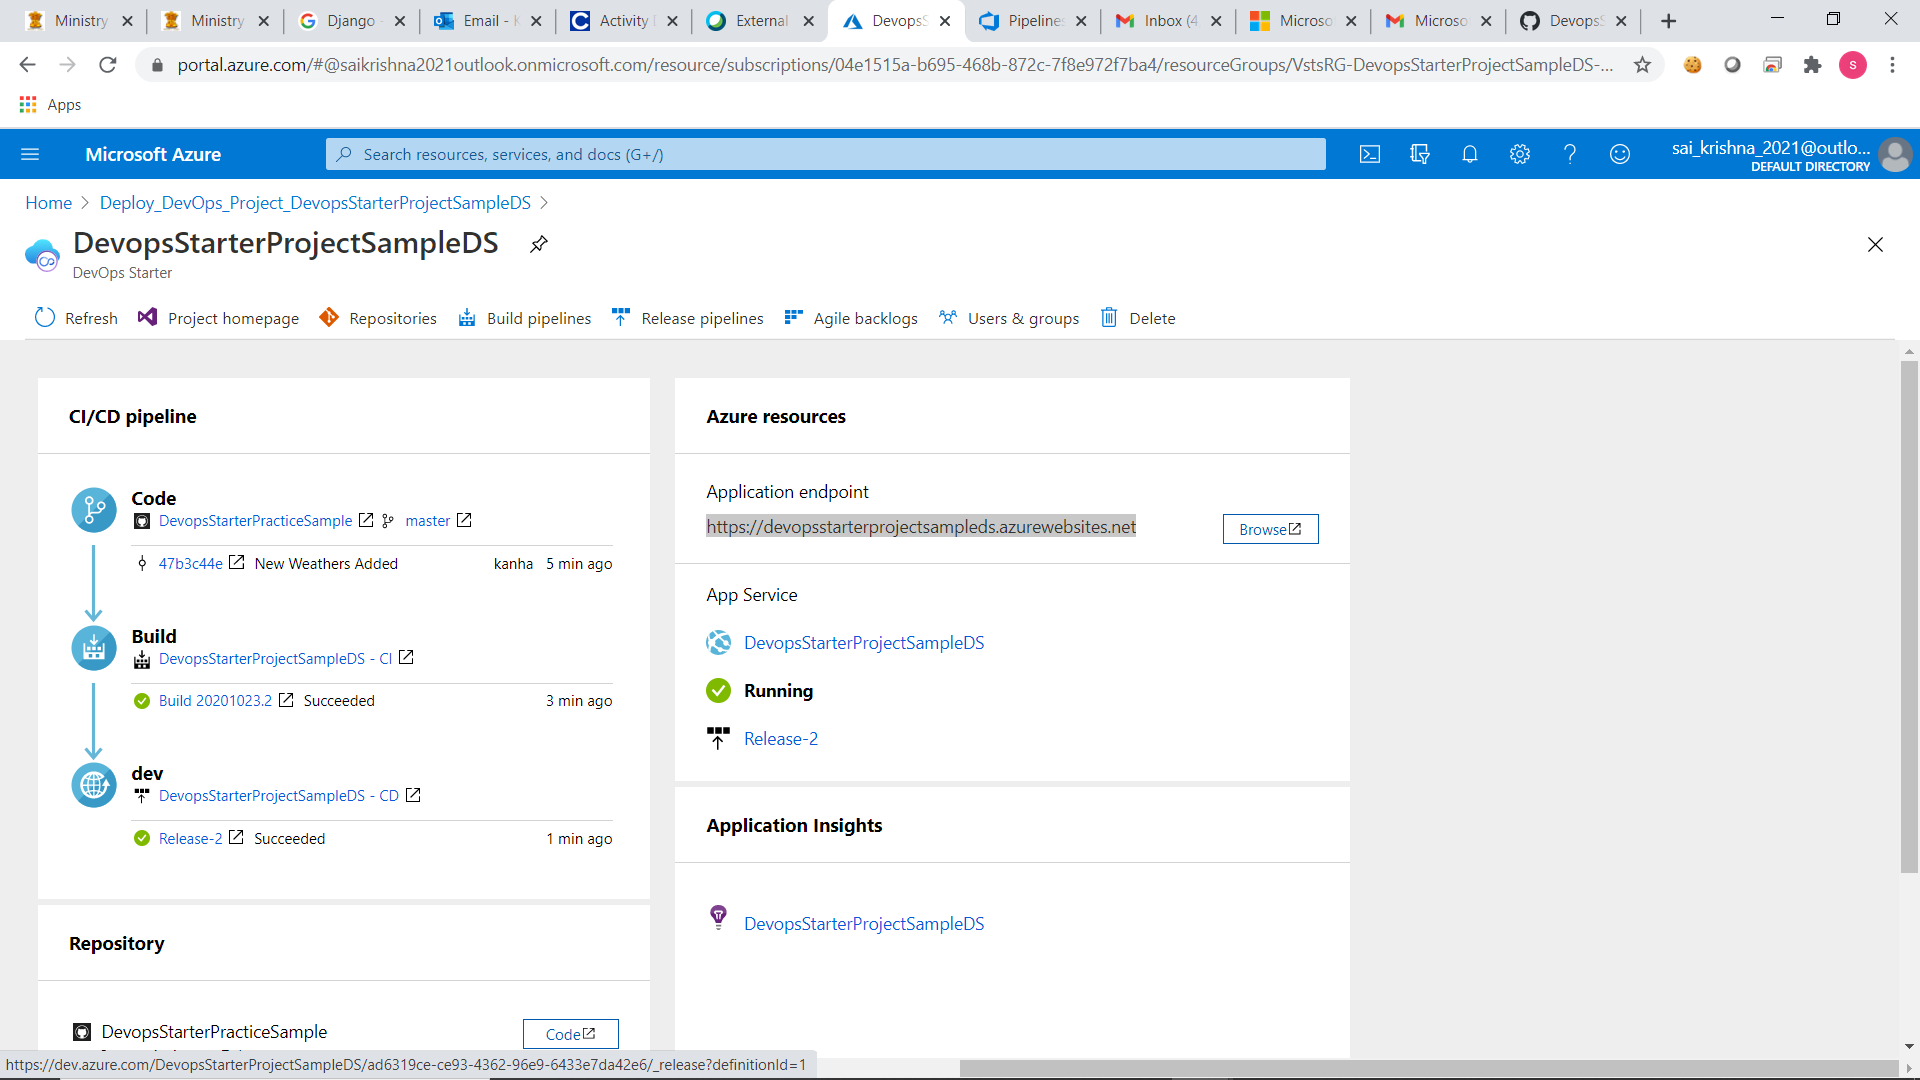 Ministry
Ministry
Django
Email - K
Activity
External
DevopsS
Pipelines
Inbox (4
Microso
Microso
DevopsS
portal.azure.com/#@saikrishna2021outlook.onmicrosoft.com/resource/subscriptions/04e1515a-b695-468b-872c-7f8e972f7ba4/resourceGroups/VstsRG-DevopsStarterProjectSampleDS-...
S
Apps
Microsoft Azure
Search resources, services, and docs (G+/)
sai_krishna_2021@outlo...
DEFAULT DIRECTORY
Home > Deploy_DevOps_Project_DevopsStarterProjectSampleDS >
DevopsStarterProjectSampleDS
DevOps Starter
Refresh Project homepage Repositories Build pipelines Release pipelines Agile backlogs Users & groups Delete
CI/CD pipeline
Code
DevopsStarterPracticeSample master
47b3c44e New Weathers Added kanha 5 min ago
Build
DevopsStarterProjectSampleDS - CI
Build 20201023.2 Succeeded 3 min ago
dev
DevopsStarterProjectSampleDS - CD
Release-2 Succeeded 1 min ago
Repository
DevopsStarterPracticeSample Code
Azure resources
Application endpoint
https://devopsstarterprojectsampleds.azurewebsites.net Browse
App Service
DevopsStarterProjectSampleDS
Running
Release-2
Application Insights
DevopsStarterProjectSampleDS
https://dev.azure.com/DevopsStarterProjectSampleDS/ad6319ce-ce93-4362-96e9-6433e7da42e6/_release?definitionId=1